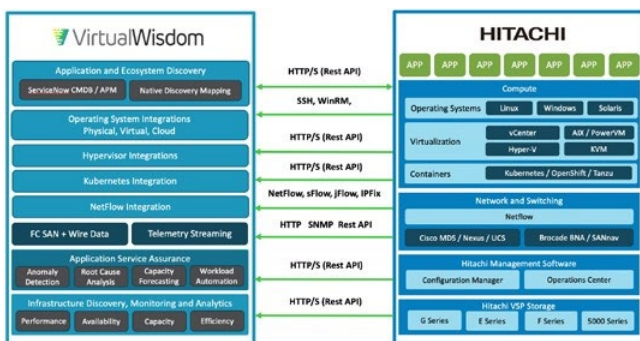 VirtualWisdom
Application and Ecosystem Discovery
ServiceNow CMDB / APM
Native Discovery Mapping
Operating System Integrations
Physical, Virtual, Cloud
Hypervisor Integrations
Kubernetes Integration
NetFlow Integration
FC SAN + Wire Data
Telemetry Streaming
Application Service Assurance
Anomaly Detection
Root Cause Analysis
Capacity Forecasting
Workload Automation
Infrastructure Discovery, Monitoring and Analytics
Performance
Availability
Capacity
Efficiency
HTTP/S (Rest API)
SSH, WinRM,
HTTP/S (Rest API)
HTTP/S (Rest API)
NetFlow, sFlow, jFlow, IPFix
HTTP SNMP Rest API
HTTP/S (Rest API)
HTTP/S (Rest API)
HITACHI
APP APP APP APP APP APP APP
Compute
Operating Systems
Linux
Windows
Solaris
Virtualization
vCenter
AIX / PowerVM
Hyper-V
KVM
Containers
Kubernetes / OpenShift / Tanzu
Network and Switching
Netflow
Cisco MDS / Nexus / UCS
Brocade BNA / SANnav
Hitachi Management Software
Configuration Manager
Operations Center
Hitachi VSP Storage
G Series
E Series
F Series
5000 Series